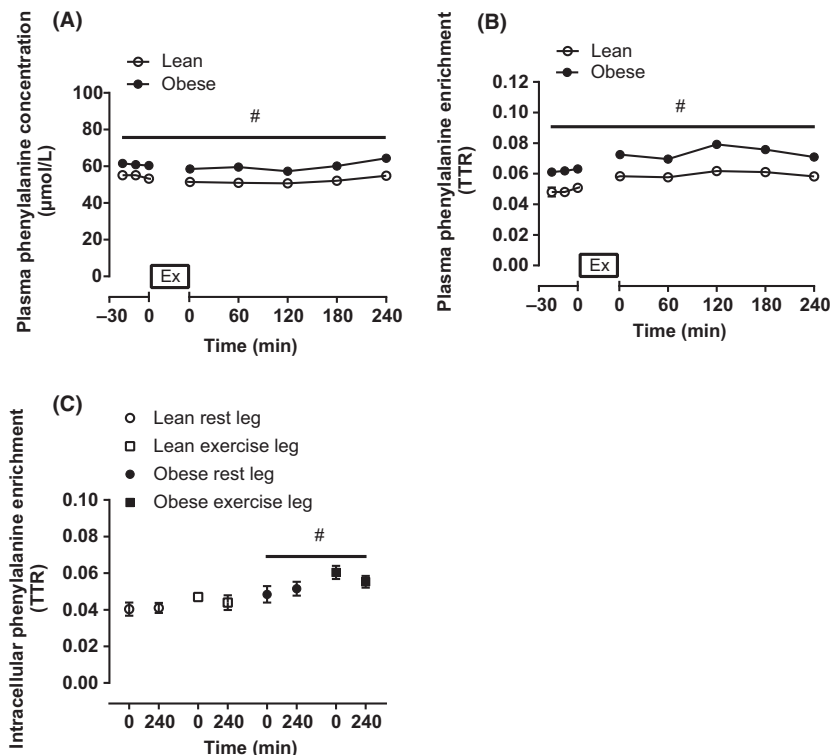 (A)
Lean
Obese
Plasma phenylalanine concentration
(µmol/L)
100
80
60
40
20
0
#
Ex
–30 0 0 60 120 180 240
Time (min)
(B)
Lean
Obese
Plasma phenylalanine enrichment
(TTR)
0.12
0.10
0.08
0.06
0.04
0.02
0.00
#
Ex
–30 0 0 60 120 180 240
Time (min)
(C)
Lean rest leg
Lean exercise leg
Obese rest leg
Obese exercise leg
Intracellular phenylalanine enrichment
(TTR)
0.10
0.08
0.06
0.04
0.02
0.00
#
0 240 0 240 0 240 0 240
Time (min)